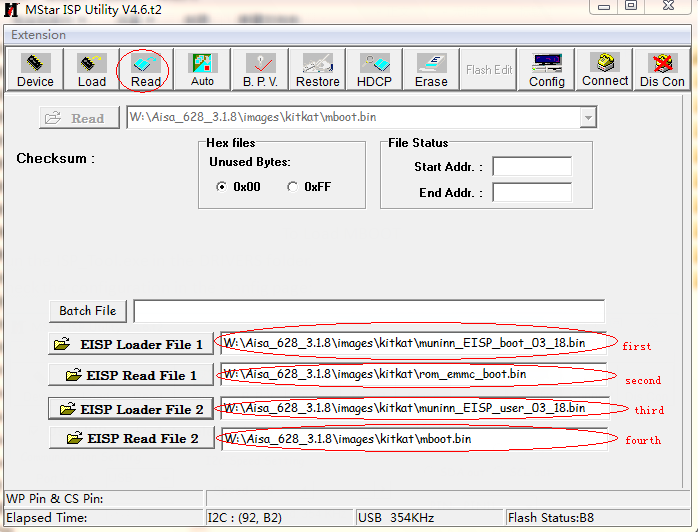 MStar ISP Utility V4.6.t2
Extension
Device Load Read Auto B. P. V. Restore HDCP Erase Flash Edit Config Connect Dis Con
Read W:\Aisa_628_3.1.8\images\kitkat\mboot.bin
Hex files File Status
Checksum : Unused Bytes: Start Addr. :
0x00 0xFF End Addr. :
Batch File
EISP Loader File 1 W:\Aisa_628_3.1.8\images\kitkat\muninn_EISP_boot_03_18.bin first
EISP Read File 1 W:\Aisa_628_3.1.8\images\kitkat\rom_emmc_boot.bin second
EISP Loader File 2 W:\Aisa_628_3.1.8\images\kitkat\muninn_EISP_user_03_18.bin third
EISP Read File 2 W:\Aisa_628_3.1.8\images\kitkat\mboot.bin fourth
WP Pin & CS Pin:
Elapsed Time: I2C : (92, B2) USB 354KHz Flash Status:B8